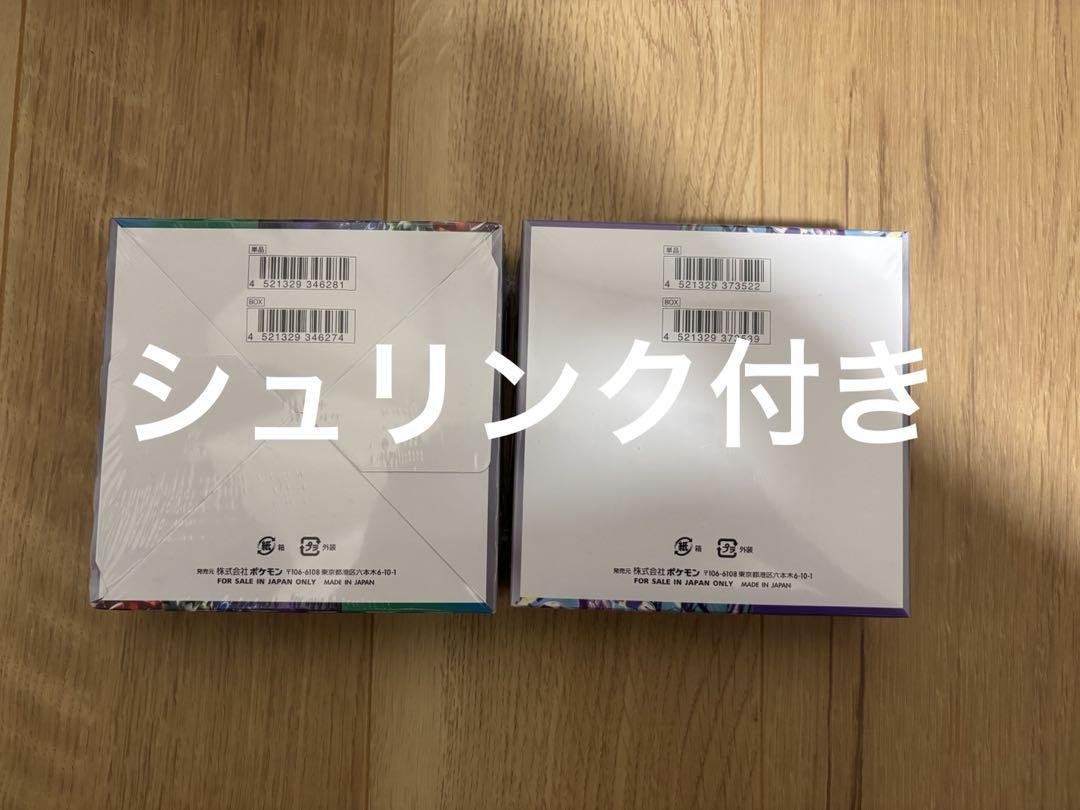 単品
4 521329 346281
BOX
4 521329 346274
単品
4 521329 373522
BOX
シュリンク付き
紙 箱 プラ 外装
発売元 株式会社ポケモン 〒106-6108 東京都港区六本木6-10-1
FOR SALE IN JAPAN ONLY MADE IN JAPAN
紙 箱 プラ 外装
発売元 株式会社ポケモン 〒106-6108 東京都港区六本木6-10-1
FOR SALE IN JAPAN ONLY MADE IN JAPAN